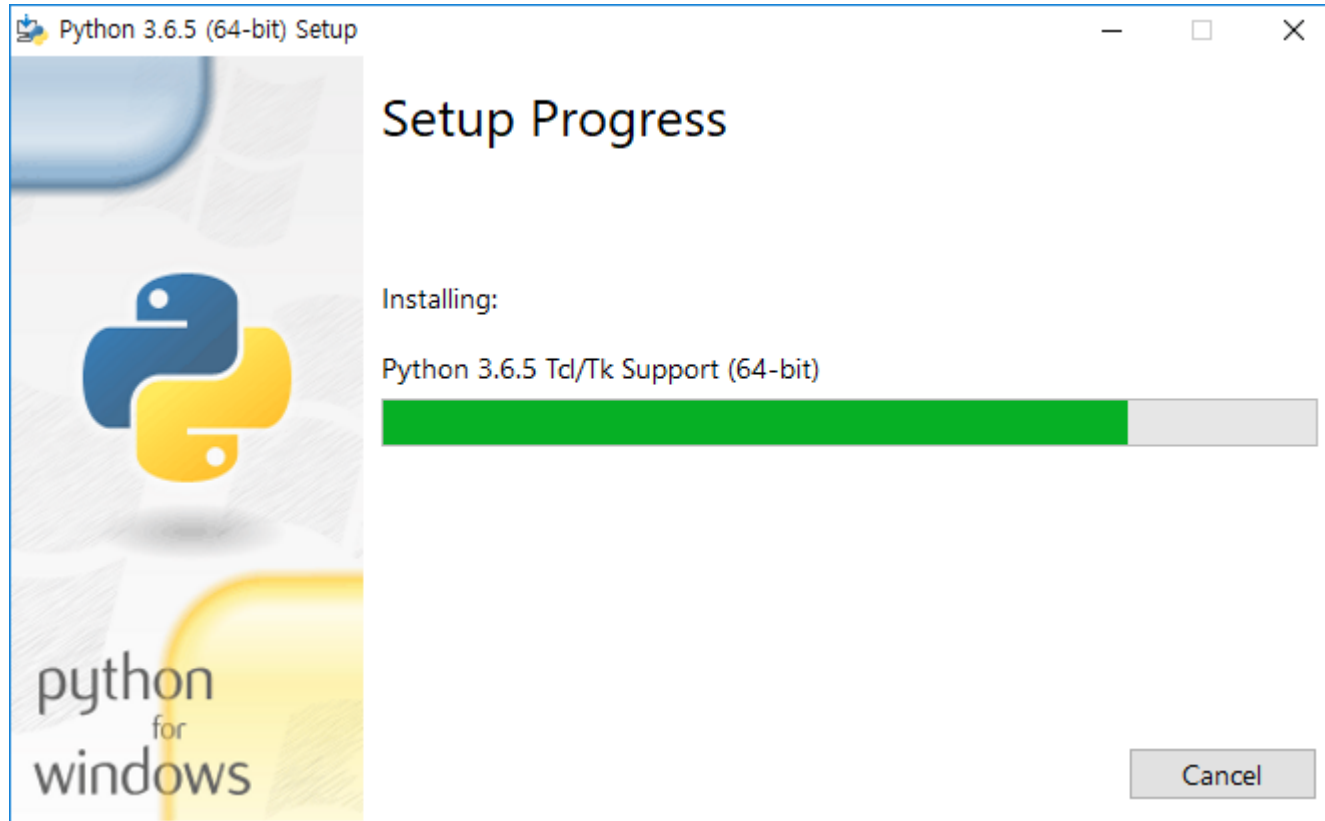 Python 3.6.5 (64-bit) Setup
Setup Progress
Installing:
Python 3.6.5 Tcl/Tk Support (64-bit)
python
for
windows
Cancel